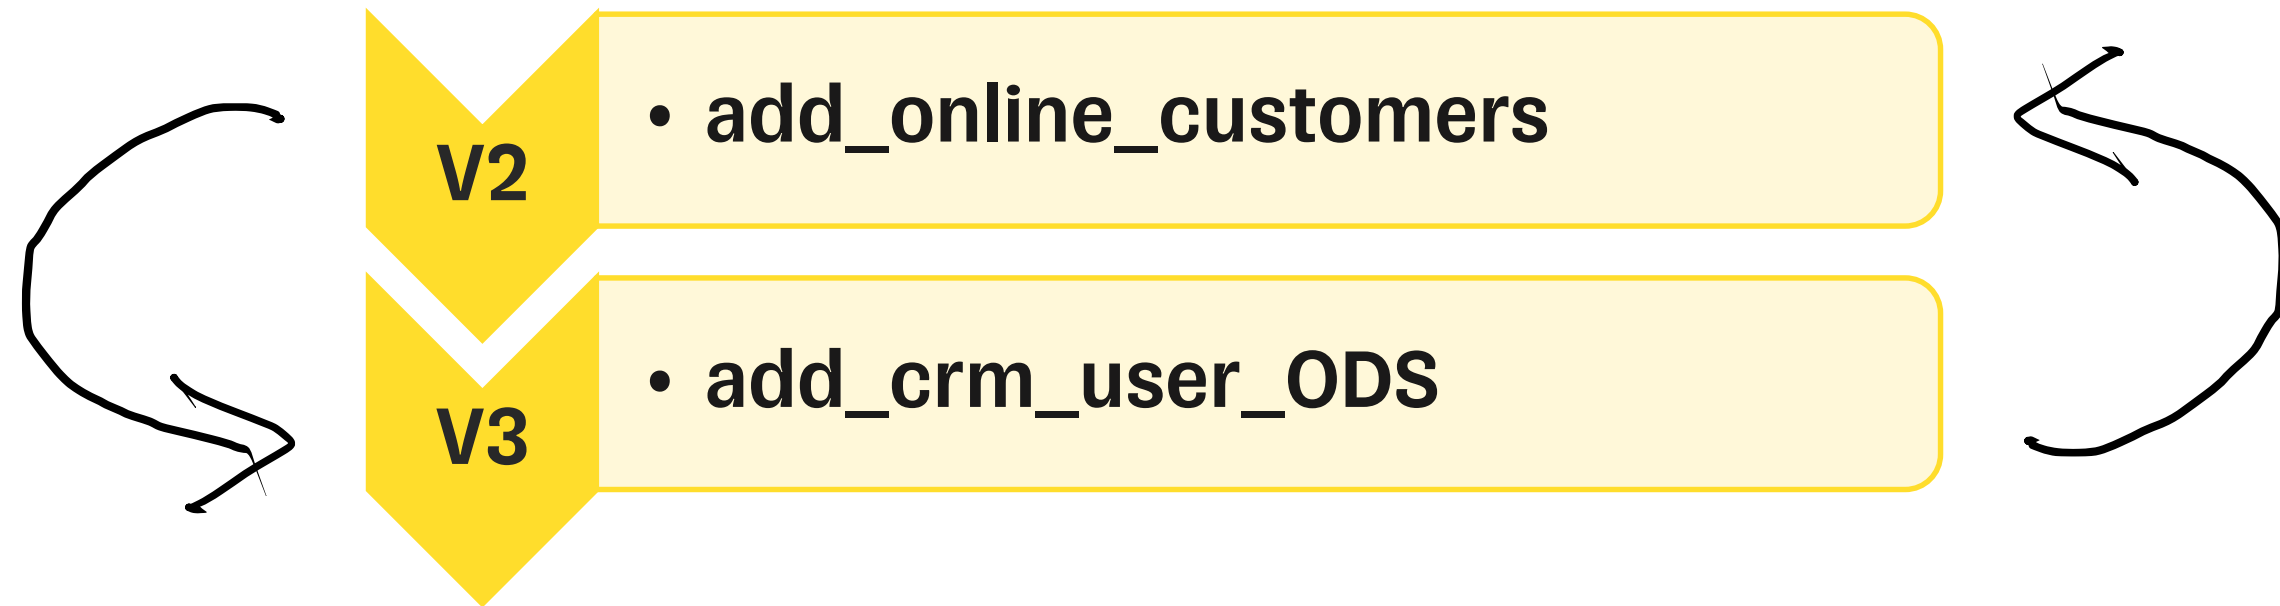 V2
• add_online_customers
V3
• add_crm_user_ODS